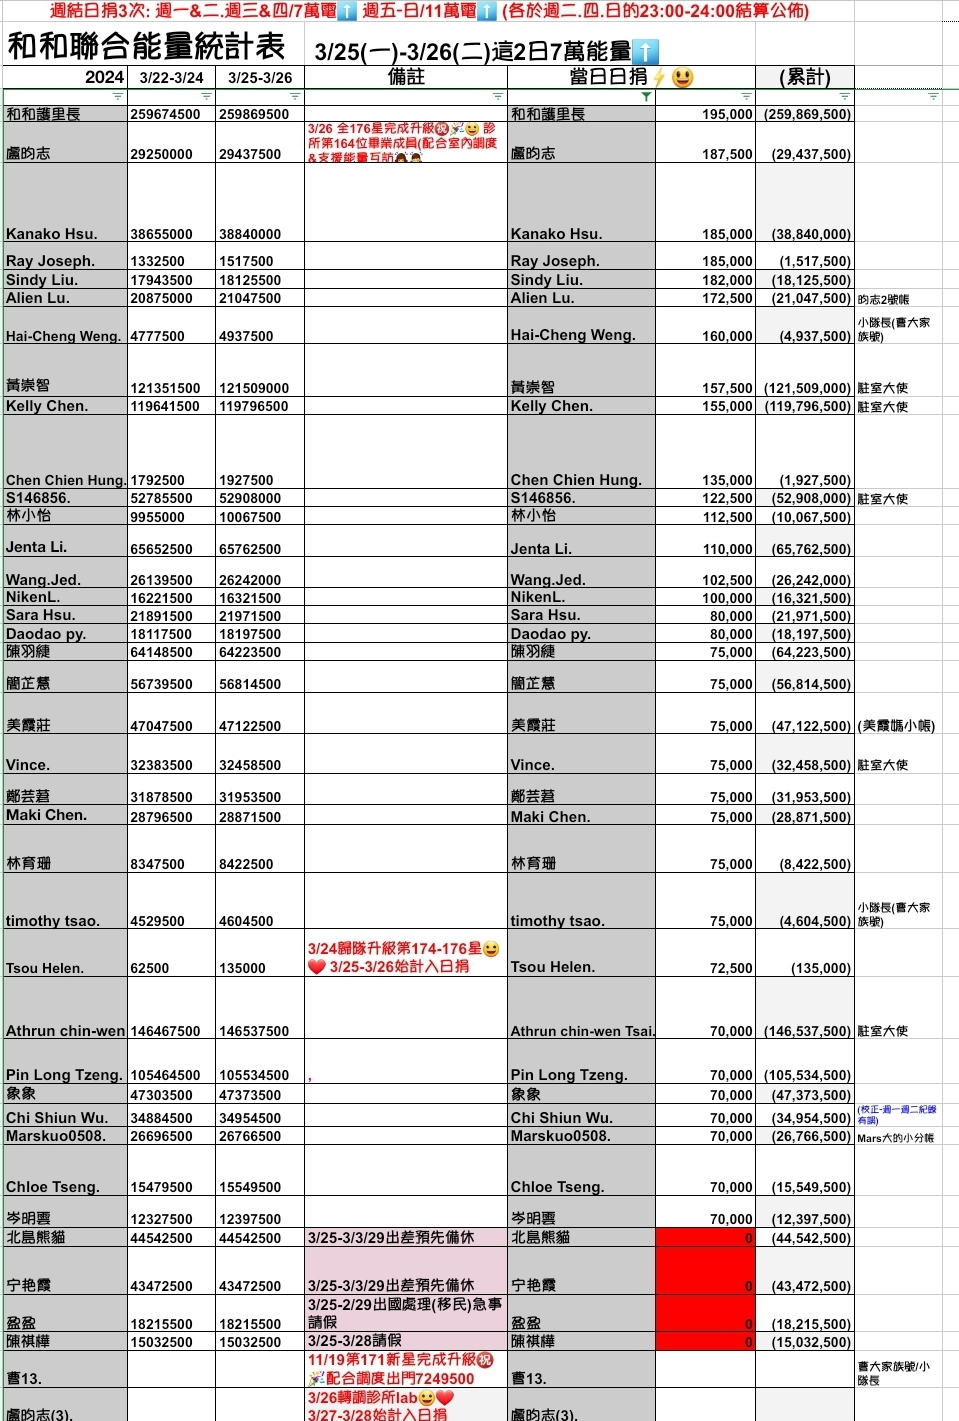 週結日捐3次: 週一&二.週三&四/7萬電⬆️ 週五-日/11萬電⬆️ (各於週二.四.日的23:00-24:00結算公佈)
和和聯合能量統計表 3/25(一)-3/26(二)這2日7萬能量⬆️
2024 3/22-3/24 3/25-3/26 備註 當日日捐⚡😃 (累計)
和和護里長 259674500 259869500 和和護里長 195,000 (259,869,500)
3/26 全176星完成升級㊗️🎉😀 診
所第164位畢業成員(配合室內調度
&支援能量互訪🙇‍♀️🙇‍♂️
盧昀志 29250000 29437500 盧昀志 187,500 (29,437,500)
Kanako Hsu. 38655000 38840000 Kanako Hsu. 185,000 (38,840,000)
Ray Joseph. 1332500 1517500 Ray Joseph. 185,000 (1,517,500)
Sindy Liu. 17943500 18125500 Sindy Liu. 182,000 (18,125,500)
Alien Lu. 20875000 21047500 Alien Lu. 172,500 (21,047,500) 昀志2號帳
Hai-Cheng Weng. 4777500 4937500 Hai-Cheng Weng. 160,000 (4,937,500) 小隊長(曹大家
族號)
黃崇智 121351500 121509000 黃崇智 157,500 (121,509,000) 駐室大使
Kelly Chen. 119641500 119796500 Kelly Chen. 155,000 (119,796,500) 駐室大使
Chen Chien Hung. 1792500 1927500 Chen Chien Hung. 135,000 (1,927,500)
S146856. 52785500 52908000 S146856. 122,500 (52,908,000) 駐室大使
林小怡 9955000 10067500 林小怡 112,500 (10,067,500)
Jenta Li. 65652500 65762500 Jenta Li. 110,000 (65,762,500)
Wang.Jed. 26139500 26242000 Wang.Jed. 102,500 (26,242,000)
NikenL. 16221500 16321500 NikenL. 100,000 (16,321,500)
Sara Hsu. 21891500 21971500 Sara Hsu. 80,000 (21,971,500)
Daodao py. 18117500 18197500 Daodao py. 80,000 (18,197,500)
陳羽緁 64148500 64223500 陳羽緁 75,000 (64,223,500)
簡芷慧 56739500 56814500 簡芷慧 75,000 (56,814,500)
美霞莊 47047500 47122500 美霞莊 75,000 (47,122,500) (美霞媽小帳)
Vince. 32383500 32458500 Vince. 75,000 (32,458,500) 駐室大使
鄭芸萫 31878500 31953500 鄭芸萫 75,000 (31,953,500)
Maki Chen. 28796500 28871500 Maki Chen. 75,000 (28,871,500)
林育珊 8347500 8422500 林育珊 75,000 (8,422,500)
timothy tsao. 4529500 4604500 timothy tsao. 75,000 (4,604,500) 小隊長(曹大家
族號)
3/24歸隊升級第174-176星😀
Tsou Helen. 62500 135000 ❤️ 3/25-3/26始計入日捐 Tsou Helen. 72,500 (135,000)
Athrun chin-wen 146467500 146537500 Athrun chin-wen Tsai. 70,000 (146,537,500) 駐室大使
Pin Long Tzeng. 105464500 105534500 , Pin Long Tzeng. 70,000 (105,534,500)
象象 47303500 47373500 象象 70,000 (47,373,500)
Chi Shiun Wu. 34884500 34954500 Chi Shiun Wu. 70,000 (34,954,500) (校正-週一週二紀錄
有誤)
Marskuo0508. 26696500 26766500 Marskuo0508. 70,000 (26,766,500) Mars大的小分帳
Chloe Tseng. 15479500 15549500 Chloe Tseng. 70,000 (15,549,500)
岑明雲 12327500 12397500 岑明雲 70,000 (12,397,500)
北島熊貓 44542500 44542500 3/25-3/3/29出差預先備休 北島熊貓 0 (44,542,500)
宁艳霞 43472500 43472500 3/25-3/3/29出差預先備休 宁艳霞 0 (43,472,500)
3/25-2/29出國處理(移民)急事
盈盈 18215500 18215500 請假 盈盈 0 (18,215,500)
陳祺樺 15032500 15032500 3/25-3/28請假 陳祺樺 0 (15,032,500)
11/19第171新星完成升級㊗️
曹13. 🎉配合調度出門7249500 曹13. 曹大家族號/小
隊長
3/26轉調診所lab😀❤️
盧昀志(3). 3/27-3/28始計入日捐 盧昀志(3).